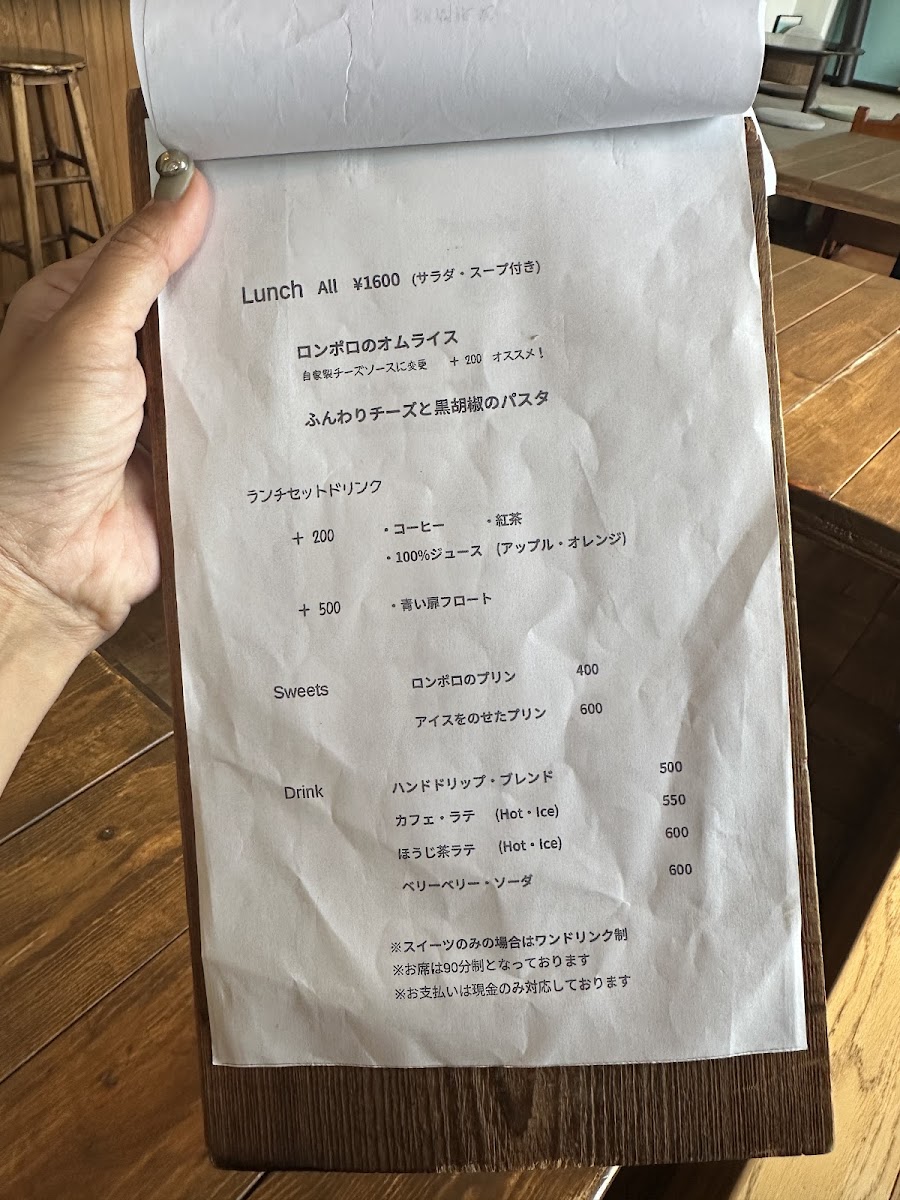 Lunch All ¥1600 (サラダ・スープ付き)
ロンポロのオムライス
自家製チーズソースに変更 ＋ 200 オススメ！
ふんわりチーズと黒胡椒のパスタ
ランチセットドリンク
＋ 200 ・コーヒー ・紅茶
・100%ジュース (アップル・オレンジ)
＋ 500 ・青い扉フロート
Sweets ロンポロのプリン 400
アイスをのせたプリン 600
Drink ハンドドリップ・ブレンド 500
カフェ・ラテ (Hot・Ice) 550
ほうじ茶ラテ (Hot・Ice) 600
ベリーベリー・ソーダ 600
※スイーツのみの場合はワンドリンク制
※お席は90分制となっております
※お支払いは現金のみ対応しております